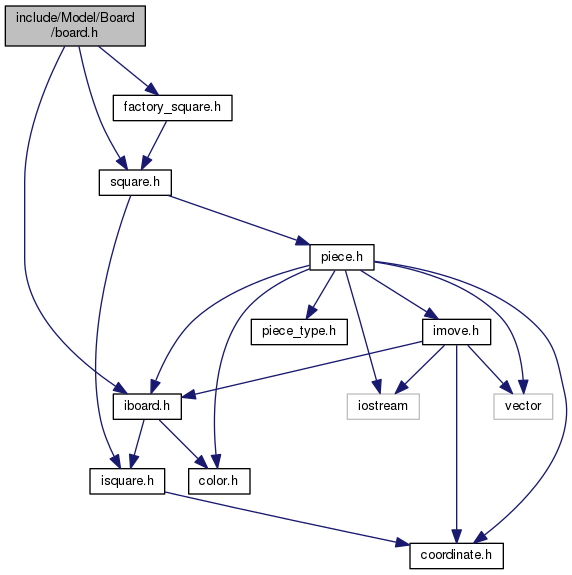 include/Model/Board
/board.h
factory_square.h
square.h
piece.h
piece_type.h
imove.h
iboard.h
iostream
vector
isquare.h
color.h
coordinate.h